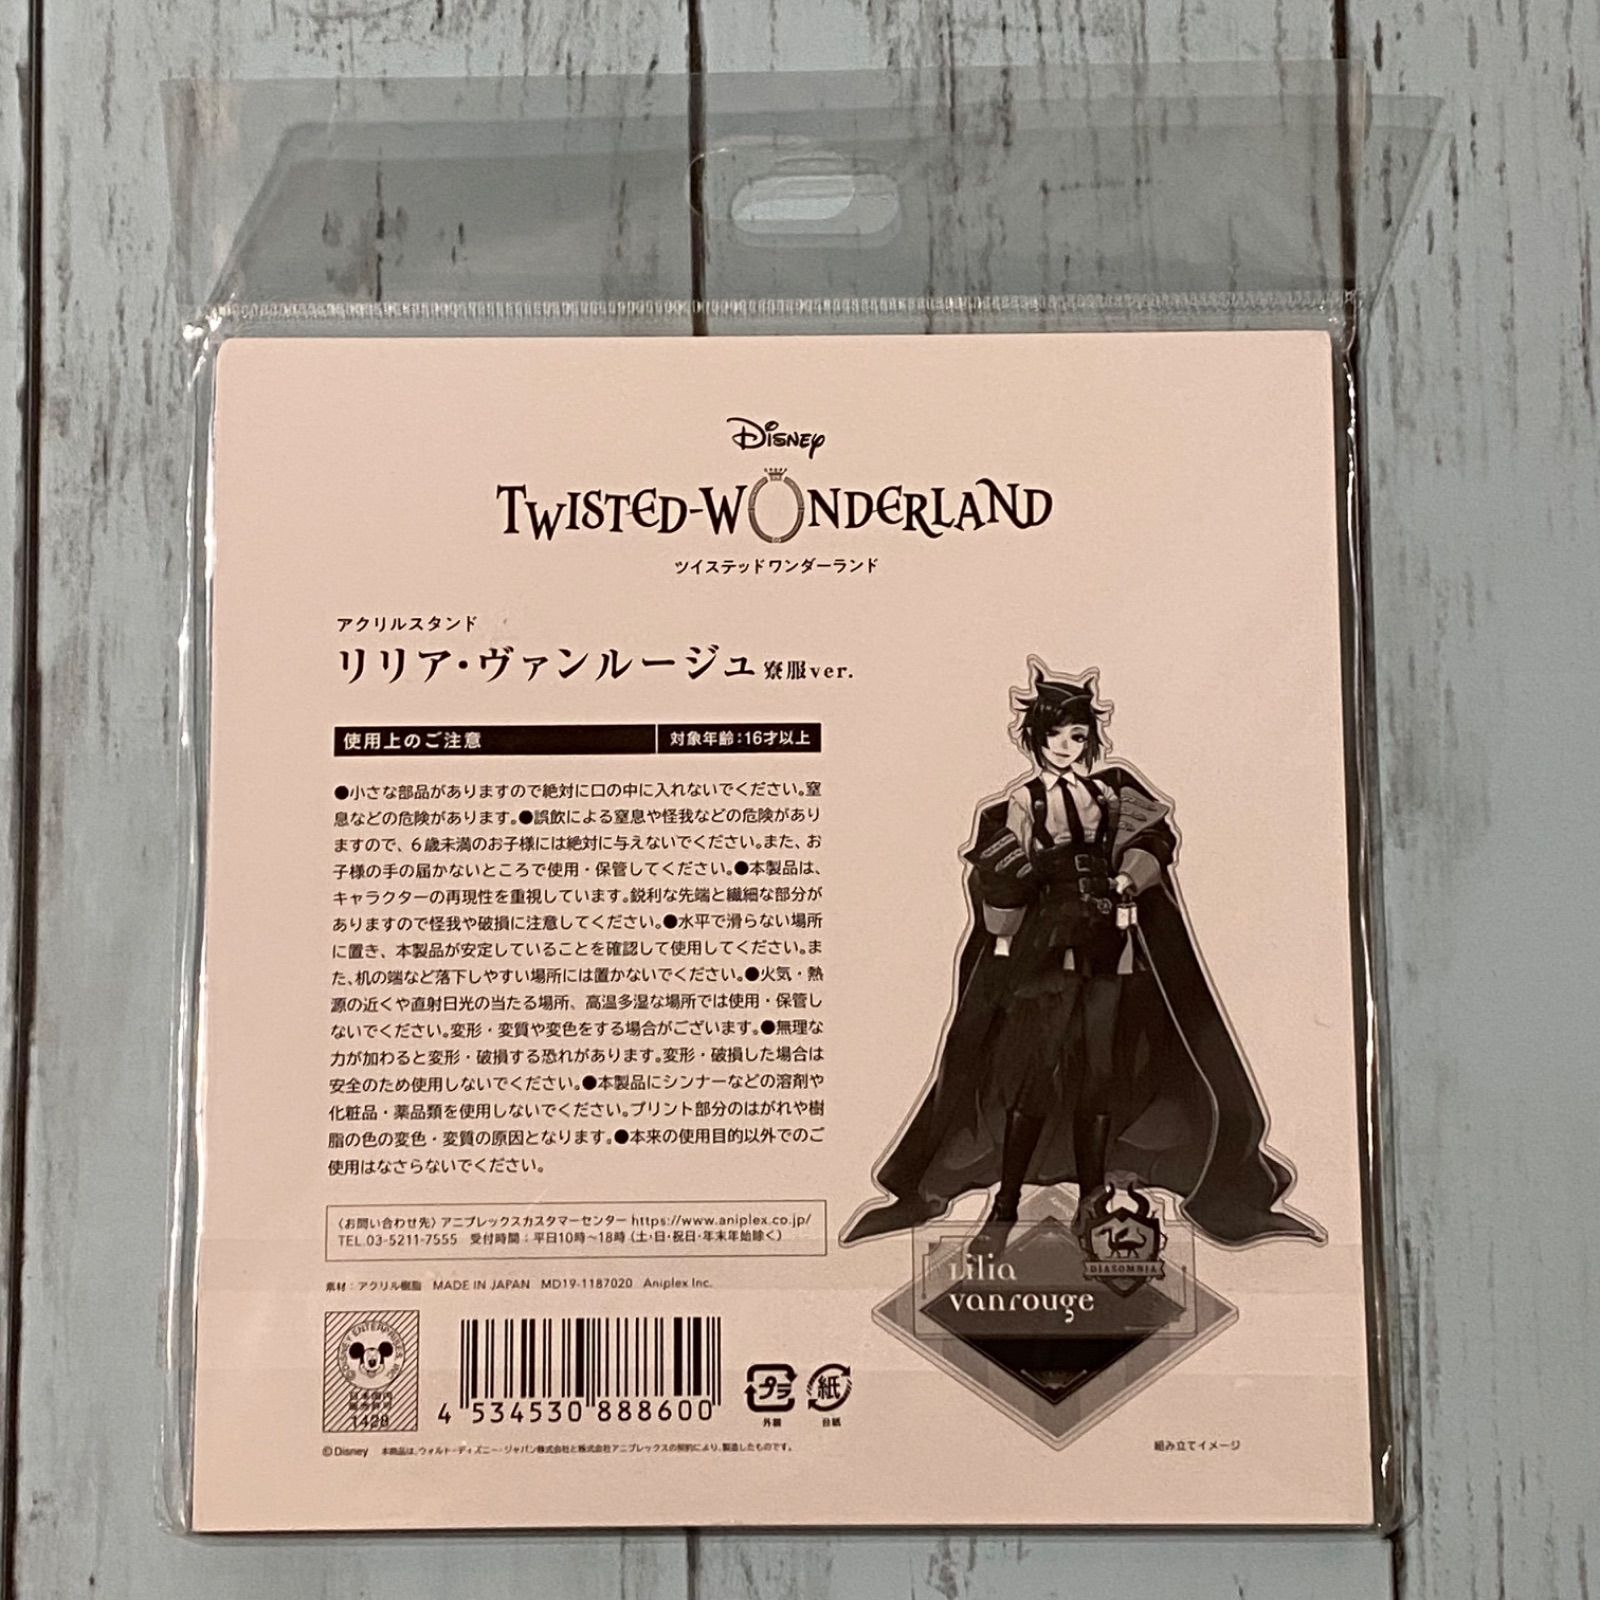 Disney
TWISTED-WONDERLAND
ツイステッドワンダーランド
アクリルスタンド
リリア・ヴァンルージュ 寮服ver.
使用上のご注意 対象年齢:16才以上
●小さな部品がありますので絶対に口の中に入れないでください。窒
息などの危険があります。●誤飲による窒息や怪我などの危険があり
ますので、6歳未満のお子様には絶対に与えないでください。また、お
子様の手の届かないところで使用・保管してください。●本製品は、
キャラクターの再現性を重視しています。鋭利な先端と繊細な部分が
ありますので怪我や破損に注意してください。●水平で滑らない場所
に置き、本製品が安定していることを確認して使用してください。ま
た、机の端など落下しやすい場所には置かないでください。●火気・熱
源の近くや直射日光の当たる場所、高温多湿な場所では使用・保管し
ないでください。変形・変質や変色をする場合がございます。●無理な
力が加わると変形・破損する恐れがあります。変形・破損した場合は
安全のため使用しないでください。●本製品にシンナーなどの溶剤や
化粧品・薬品類を使用しないでください。プリント部分のはがれや樹
脂の色の変色・変質の原因となります。●本来の使用目的以外でのご
使用はなさらないでください。
〈お問い合わせ先〉アニプレックスカスタマーセンター https://www.aniplex.co.jp/
TEL.03-5211-7555 受付時間:平日10時～18時(土・日・祝日・年末年始除く)
素材:アクリル樹脂 MADE IN JAPAN MD19-1187020 Aniplex Inc.
©DISNEY ENTERPRISES, INC.
日本国内
販売許可
1428
4 534530 888600
プラ
外装
紙
台紙
©Disney 本商品は、ウォルト・ディズニー・ジャパン株式会社と株式会社アニプレックスの契約により、製造したものです。
DIASOMNIA
Lilia
vanrouge
組み立てイメージ